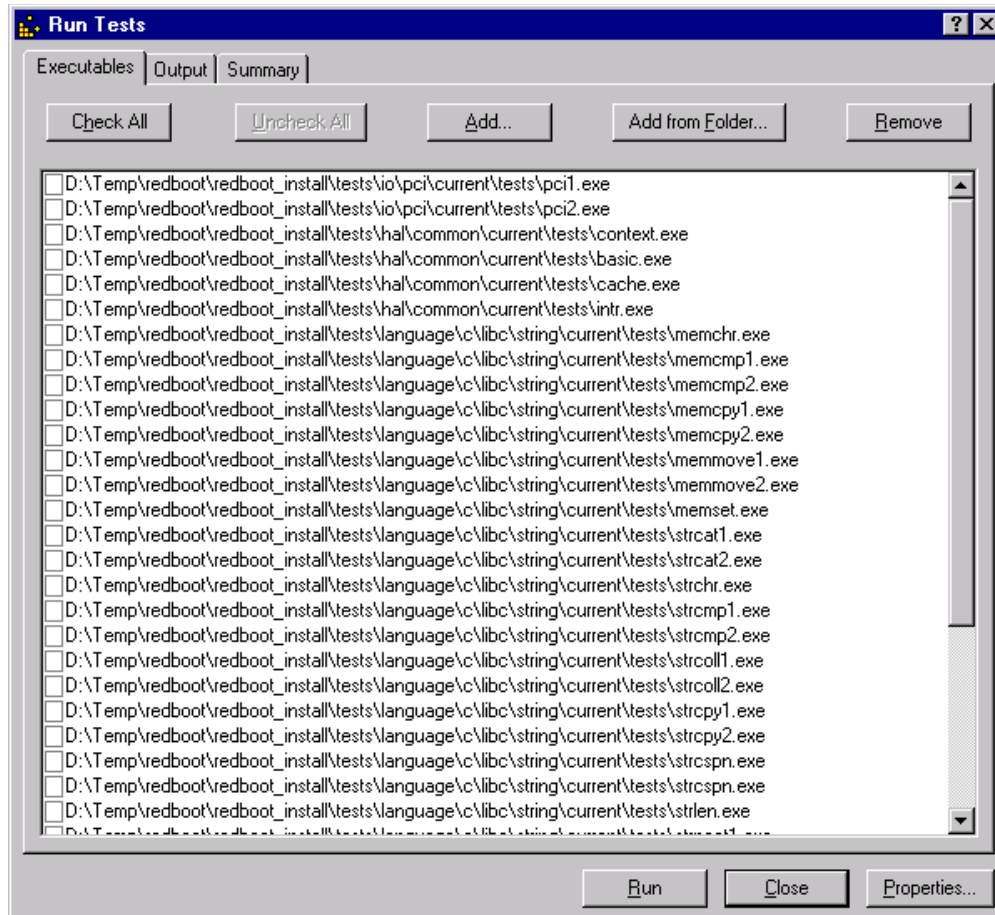 Run Tests
Executables Output Summary
Check All Uncheck All Add... Add from Folder... Remove
D:\Temp\redboot\redboot_install\tests\io\pci\current\tests\pci1.exe
D:\Temp\redboot\redboot_install\tests\io\pci\current\tests\pci2.exe
D:\Temp\redboot\redboot_install\tests\hal\common\current\tests\context.exe
D:\Temp\redboot\redboot_install\tests\hal\common\current\tests\basic.exe
D:\Temp\redboot\redboot_install\tests\hal\common\current\tests\cache.exe
D:\Temp\redboot\redboot_install\tests\hal\common\current\tests\intr.exe
D:\Temp\redboot\redboot_install\tests\language\c\libc\string\current\tests\memchr.exe
D:\Temp\redboot\redboot_install\tests\language\c\libc\string\current\tests\memcmp1.exe
D:\Temp\redboot\redboot_install\tests\language\c\libc\string\current\tests\memcmp2.exe
D:\Temp\redboot\redboot_install\tests\language\c\libc\string\current\tests\memcpy1.exe
D:\Temp\redboot\redboot_install\tests\language\c\libc\string\current\tests\memcpy2.exe
D:\Temp\redboot\redboot_install\tests\language\c\libc\string\current\tests\memmove1.exe
D:\Temp\redboot\redboot_install\tests\language\c\libc\string\current\tests\memmove2.exe
D:\Temp\redboot\redboot_install\tests\language\c\libc\string\current\tests\memset.exe
D:\Temp\redboot\redboot_install\tests\language\c\libc\string\current\tests\strcat1.exe
D:\Temp\redboot\redboot_install\tests\language\c\libc\string\current\tests\strcat2.exe
D:\Temp\redboot\redboot_install\tests\language\c\libc\string\current\tests\strchr.exe
D:\Temp\redboot\redboot_install\tests\language\c\libc\string\current\tests\strcmp1.exe
D:\Temp\redboot\redboot_install\tests\language\c\libc\string\current\tests\strcmp2.exe
D:\Temp\redboot\redboot_install\tests\language\c\libc\string\current\tests\strcoll1.exe
D:\Temp\redboot\redboot_install\tests\language\c\libc\string\current\tests\strcoll2.exe
D:\Temp\redboot\redboot_install\tests\language\c\libc\string\current\tests\strcpy1.exe
D:\Temp\redboot\redboot_install\tests\language\c\libc\string\current\tests\strcpy2.exe
D:\Temp\redboot\redboot_install\tests\language\c\libc\string\current\tests\strcspn.exe
D:\Temp\redboot\redboot_install\tests\language\c\libc\string\current\tests\strcspn.exe
D:\Temp\redboot\redboot_install\tests\language\c\libc\string\current\tests\strlen.exe
Run Close Properties...